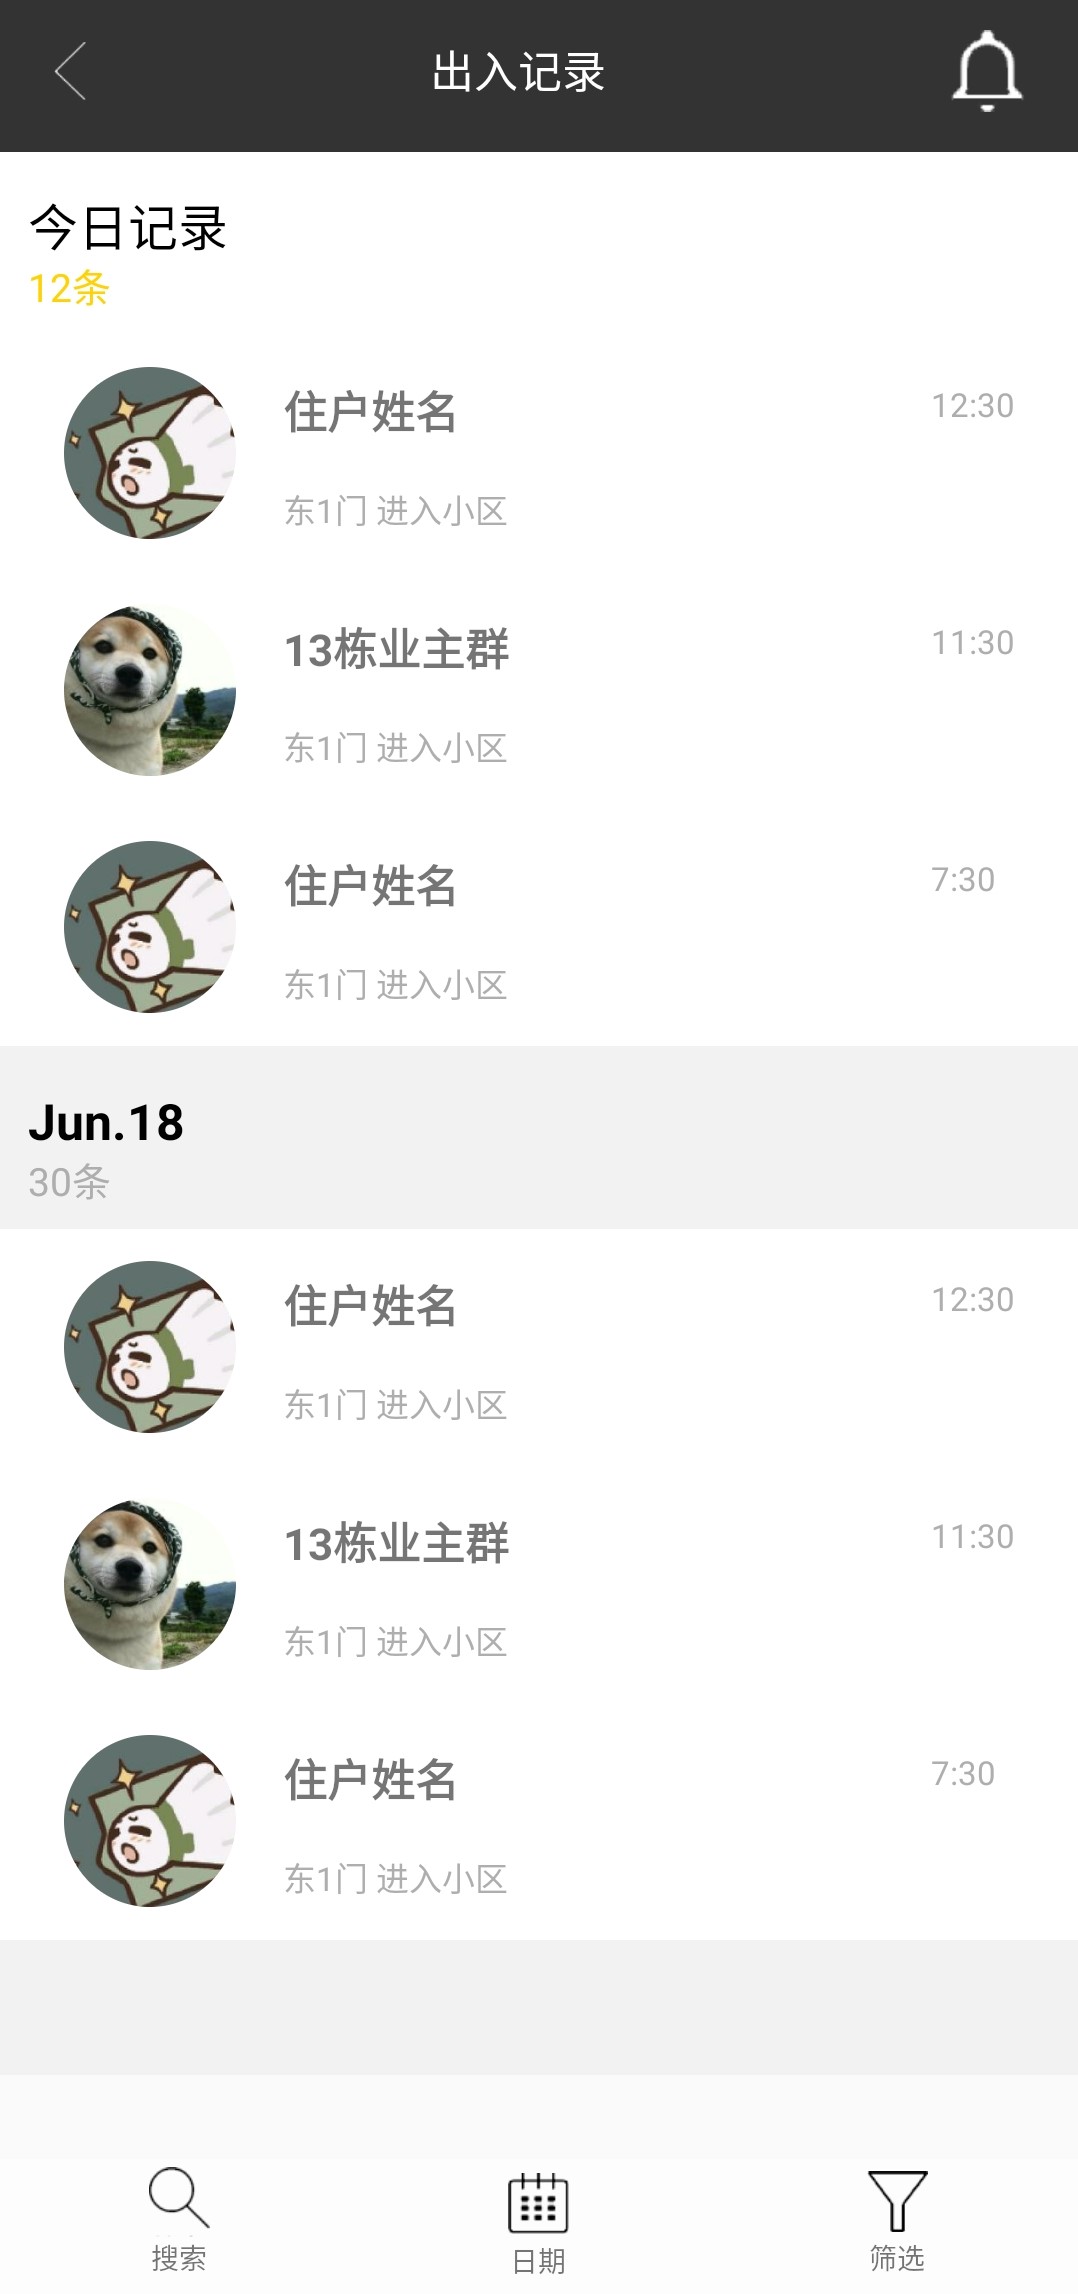 出入记录
今日记录
12条
住户姓名
12:30
东1门 进入小区
13栋业主群
11:30
东1门 进入小区
住户姓名
7:30
东1门 进入小区
Jun.18
30条
住户姓名
12:30
东1门 进入小区
13栋业主群
11:30
东1门 进入小区
住户姓名
7:30
东1门 进入小区
搜索
日期
筛选